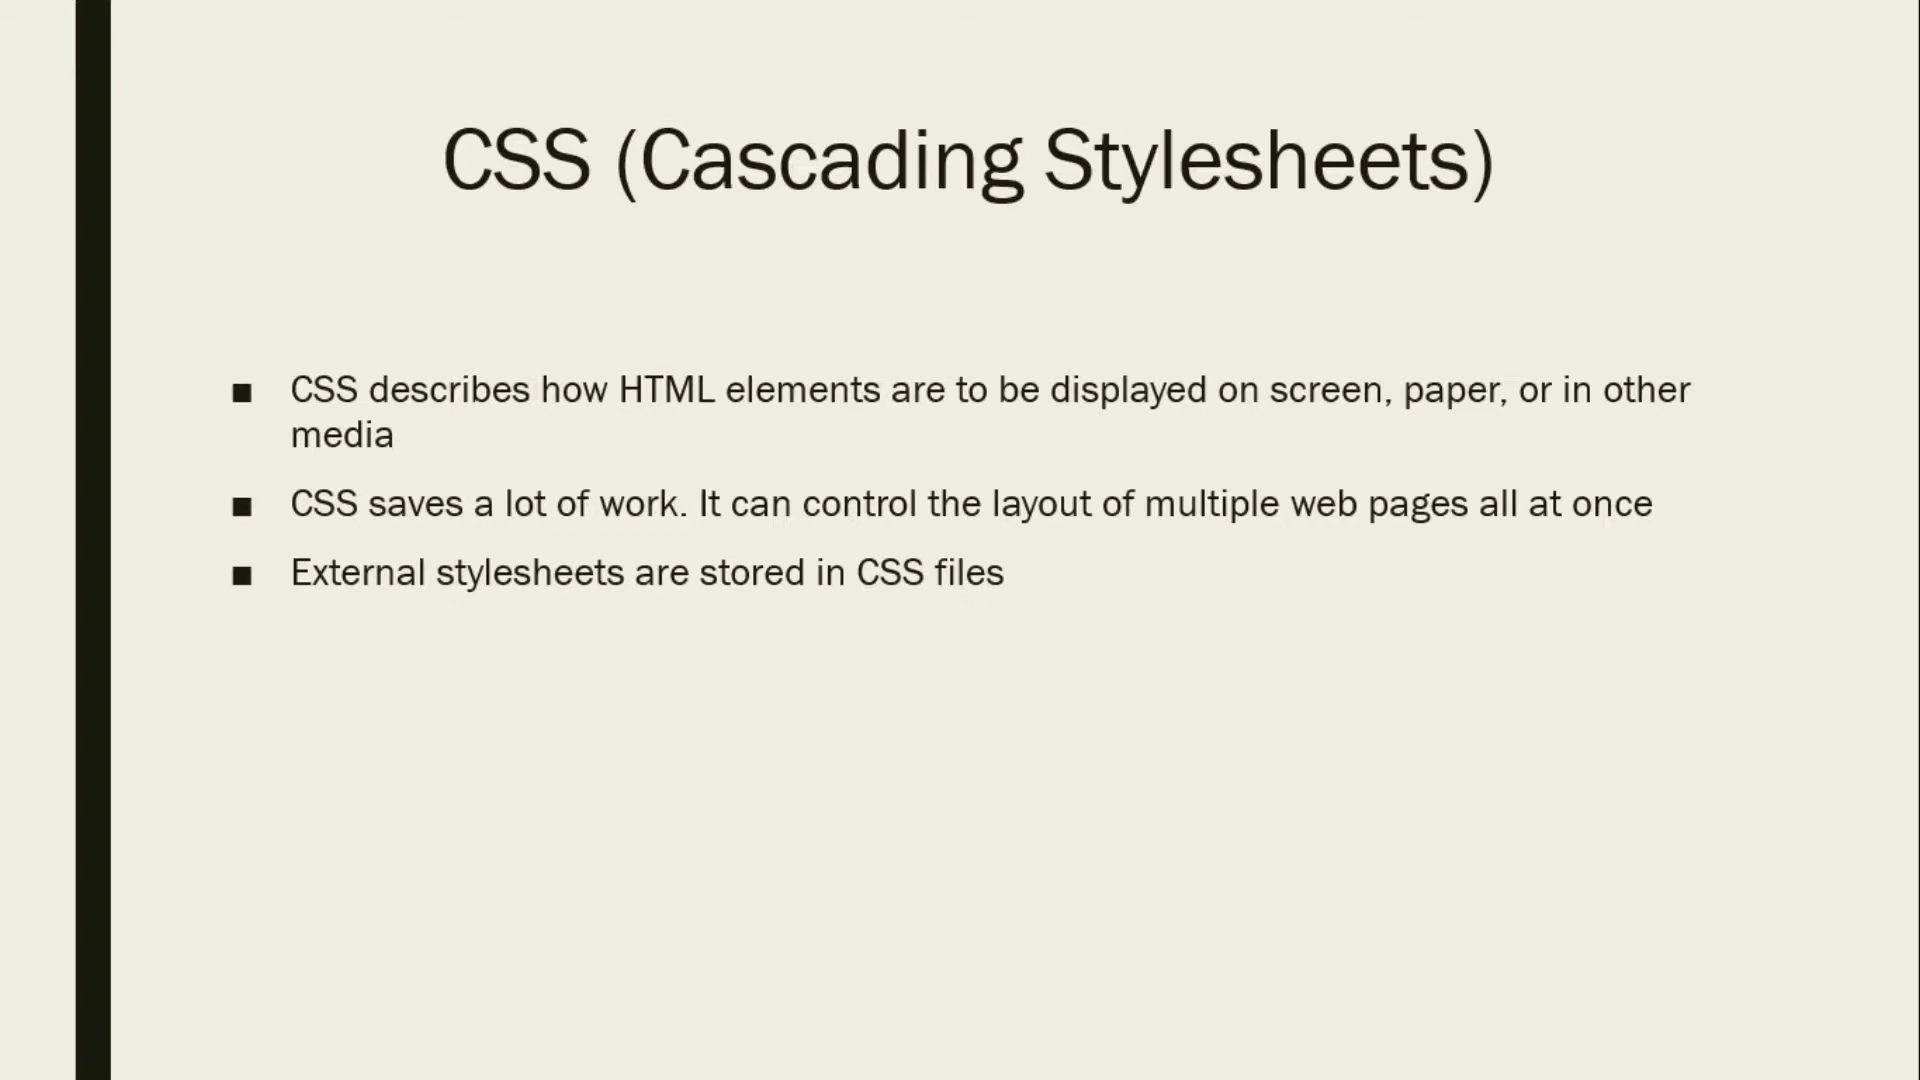 CSS (Cascading Stylesheets)
■ CSS describes how HTML elements are to be displayed on screen, paper, or in other
media
■ CSS saves a lot of work. It can control the layout of multiple web pages all at once
■ External stylesheets are stored in CSS files